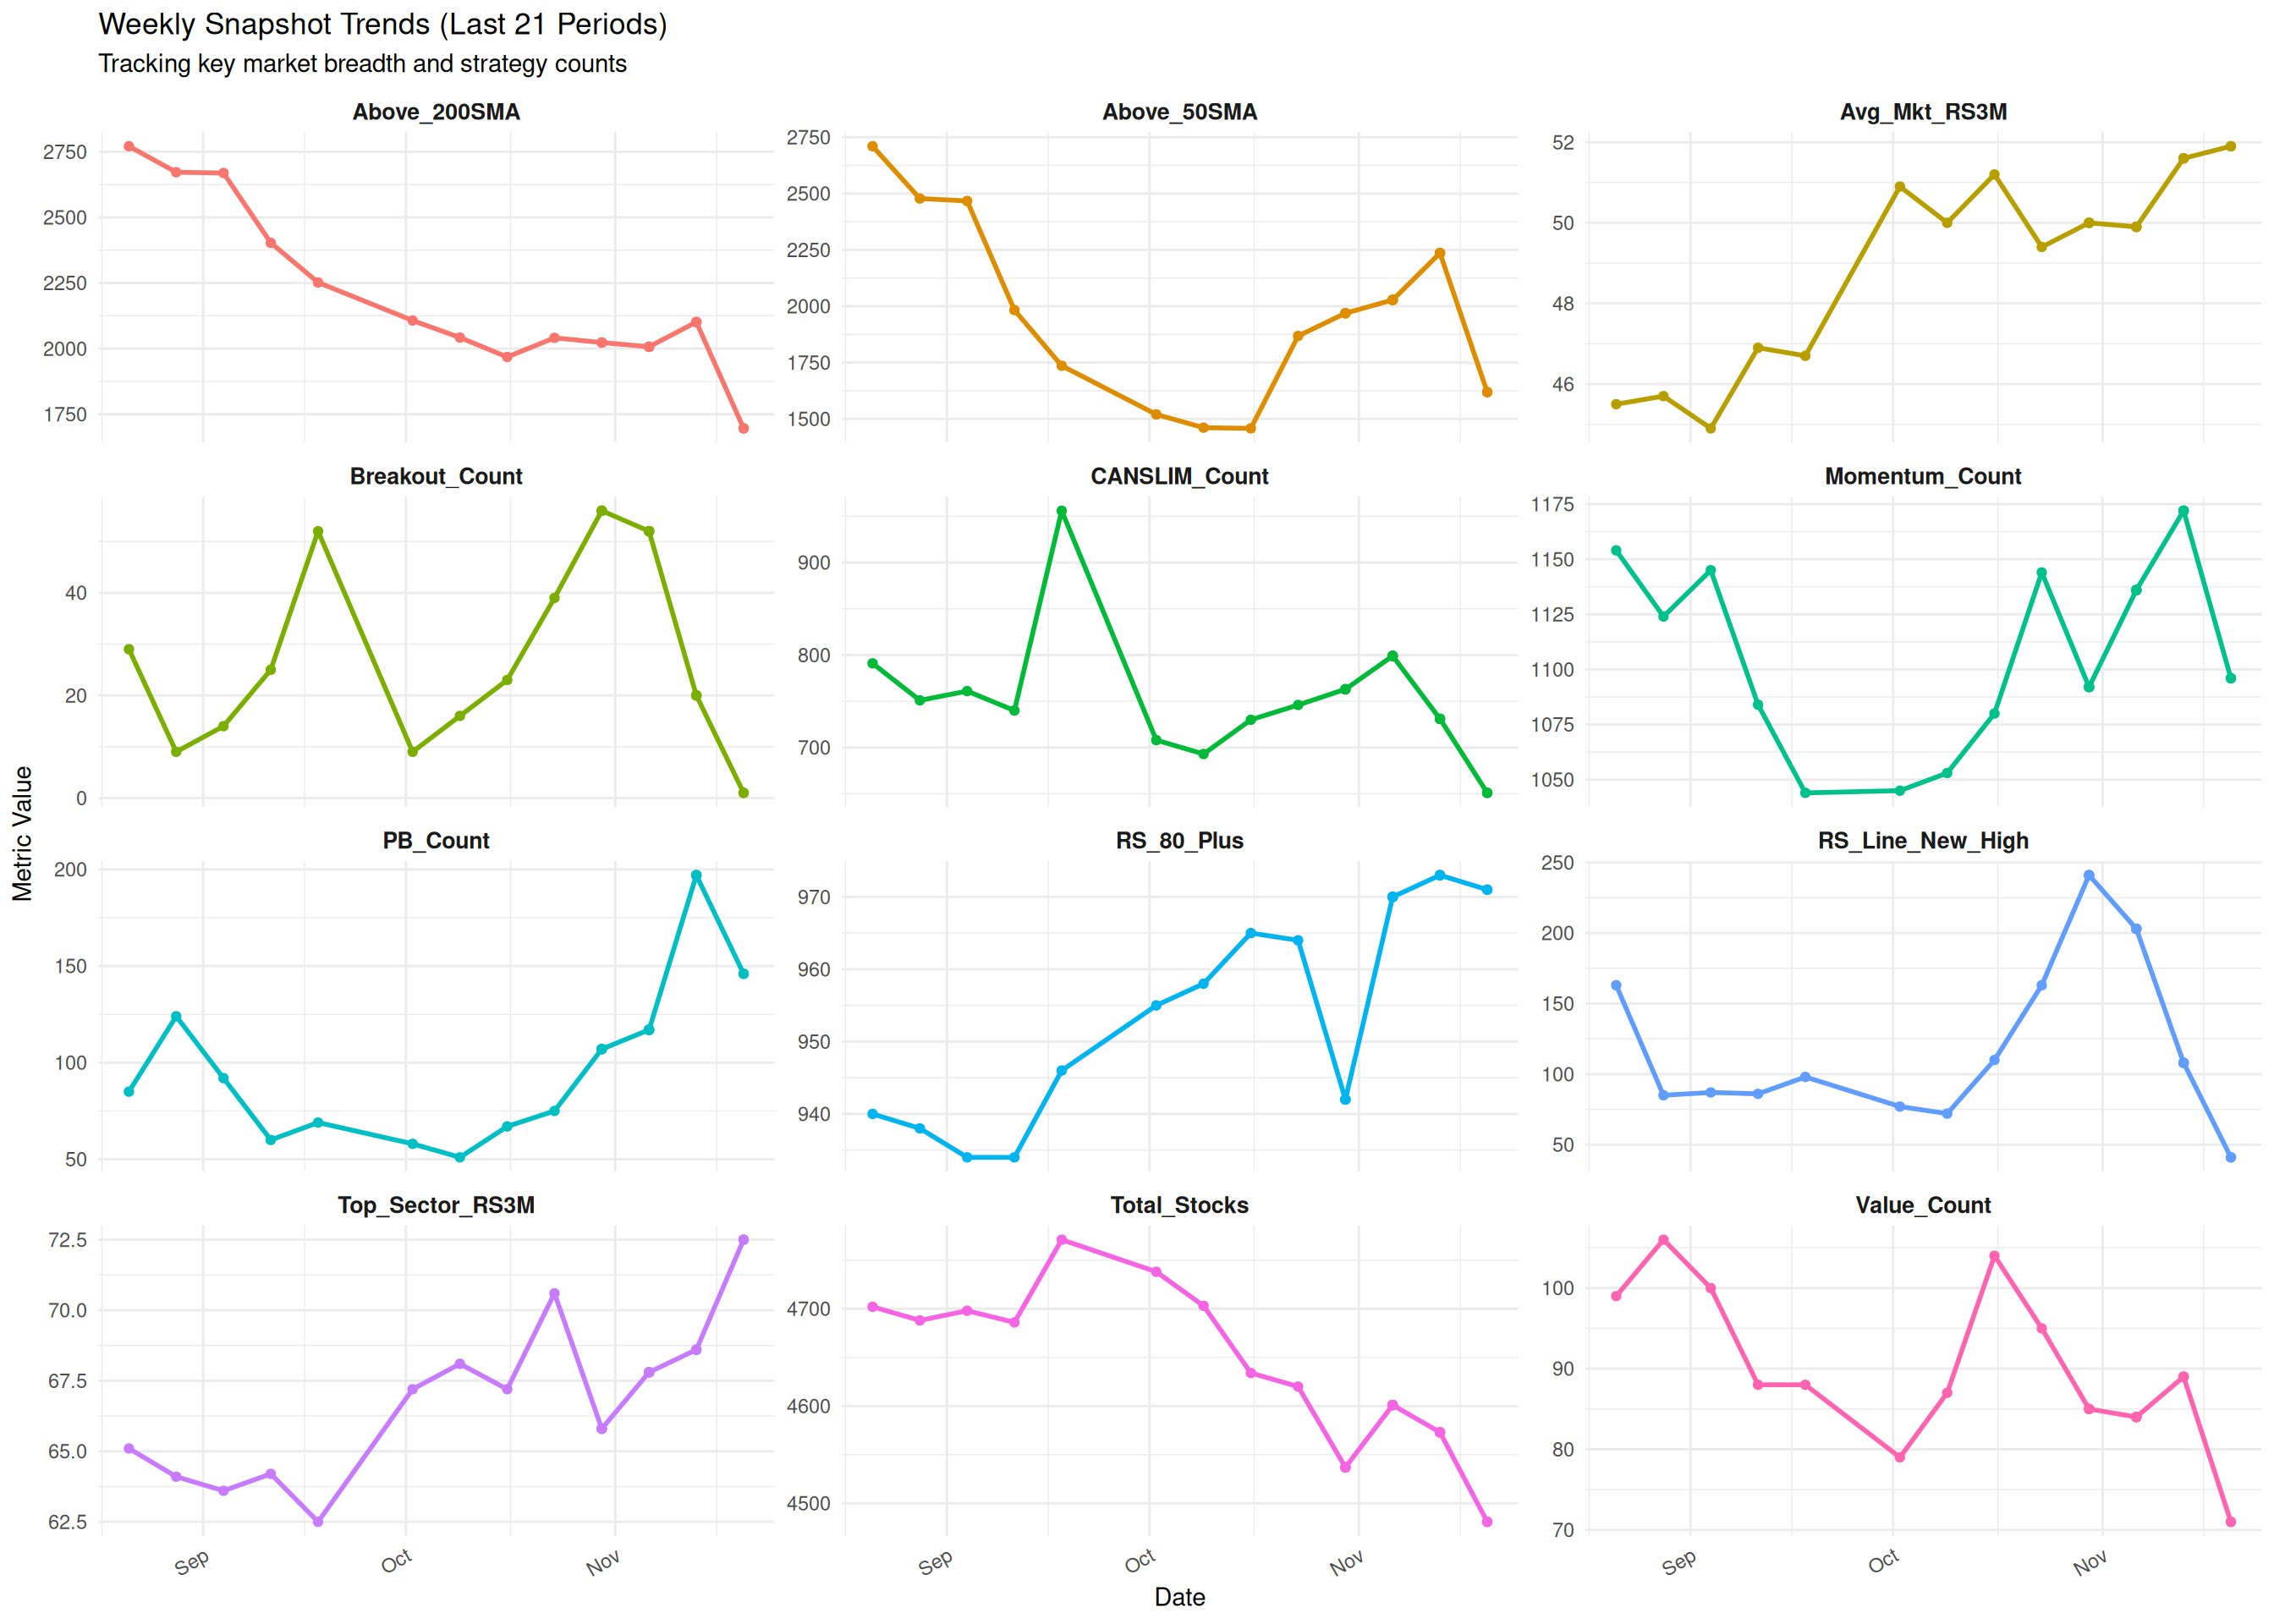 Weekly Snapshot Trends (Last 21 Periods)
Tracking key market breadth and strategy counts
Above_200SMA
2750
2500
2250
2000
1750
Above_50SMA
2750
2500
2250
2000
1750
1500
Avg_Mkt_RS3M
52
50
48
46
Breakout_Count
40
20
0
CANSLIM_Count
900
800
700
Momentum_Count
1175
1150
1125
1100
1075
1050
Metric Value
PB_Count
200
150
100
50
RS_80_Plus
970
960
950
940
RS_Line_New_High
250
200
150
100
50
Top_Sector_RS3M
72.5
70.0
67.5
65.0
62.5
Sep Oct Nov
Total_Stocks
4700
4600
4500
Sep Oct Nov
Value_Count
100
90
80
70
Sep Oct Nov
Date